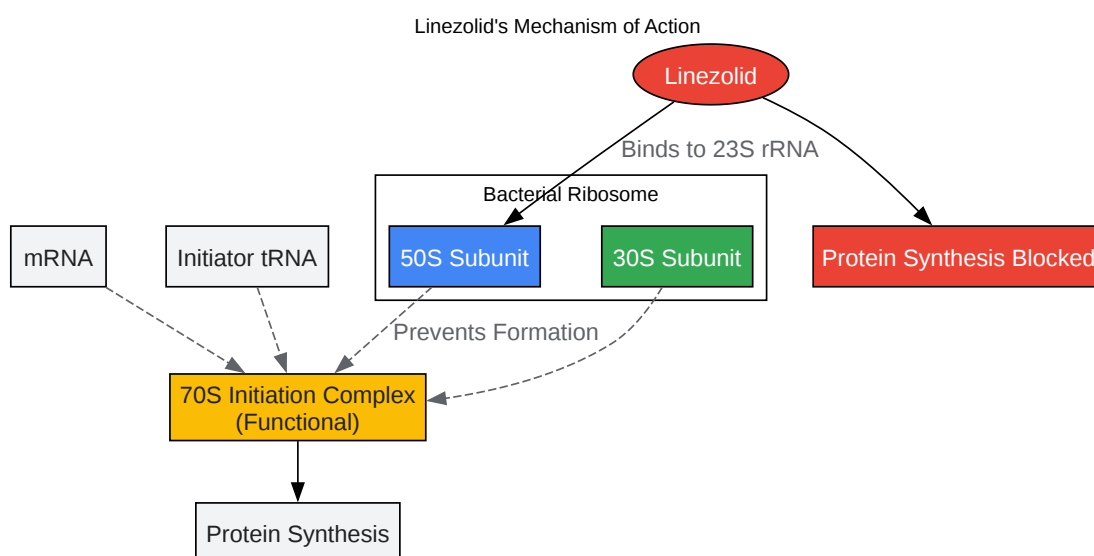 Linezolid's Mechanism of Action
Linezolid
Binds to 23S rRNA
Bacterial Ribosome
mRNA
Initiator tRNA
50S Subunit
30S Subunit
Protein Synthesis Blocked
Prevents Formation
70S Initiation Complex
(Functional)
Protein Synthesis